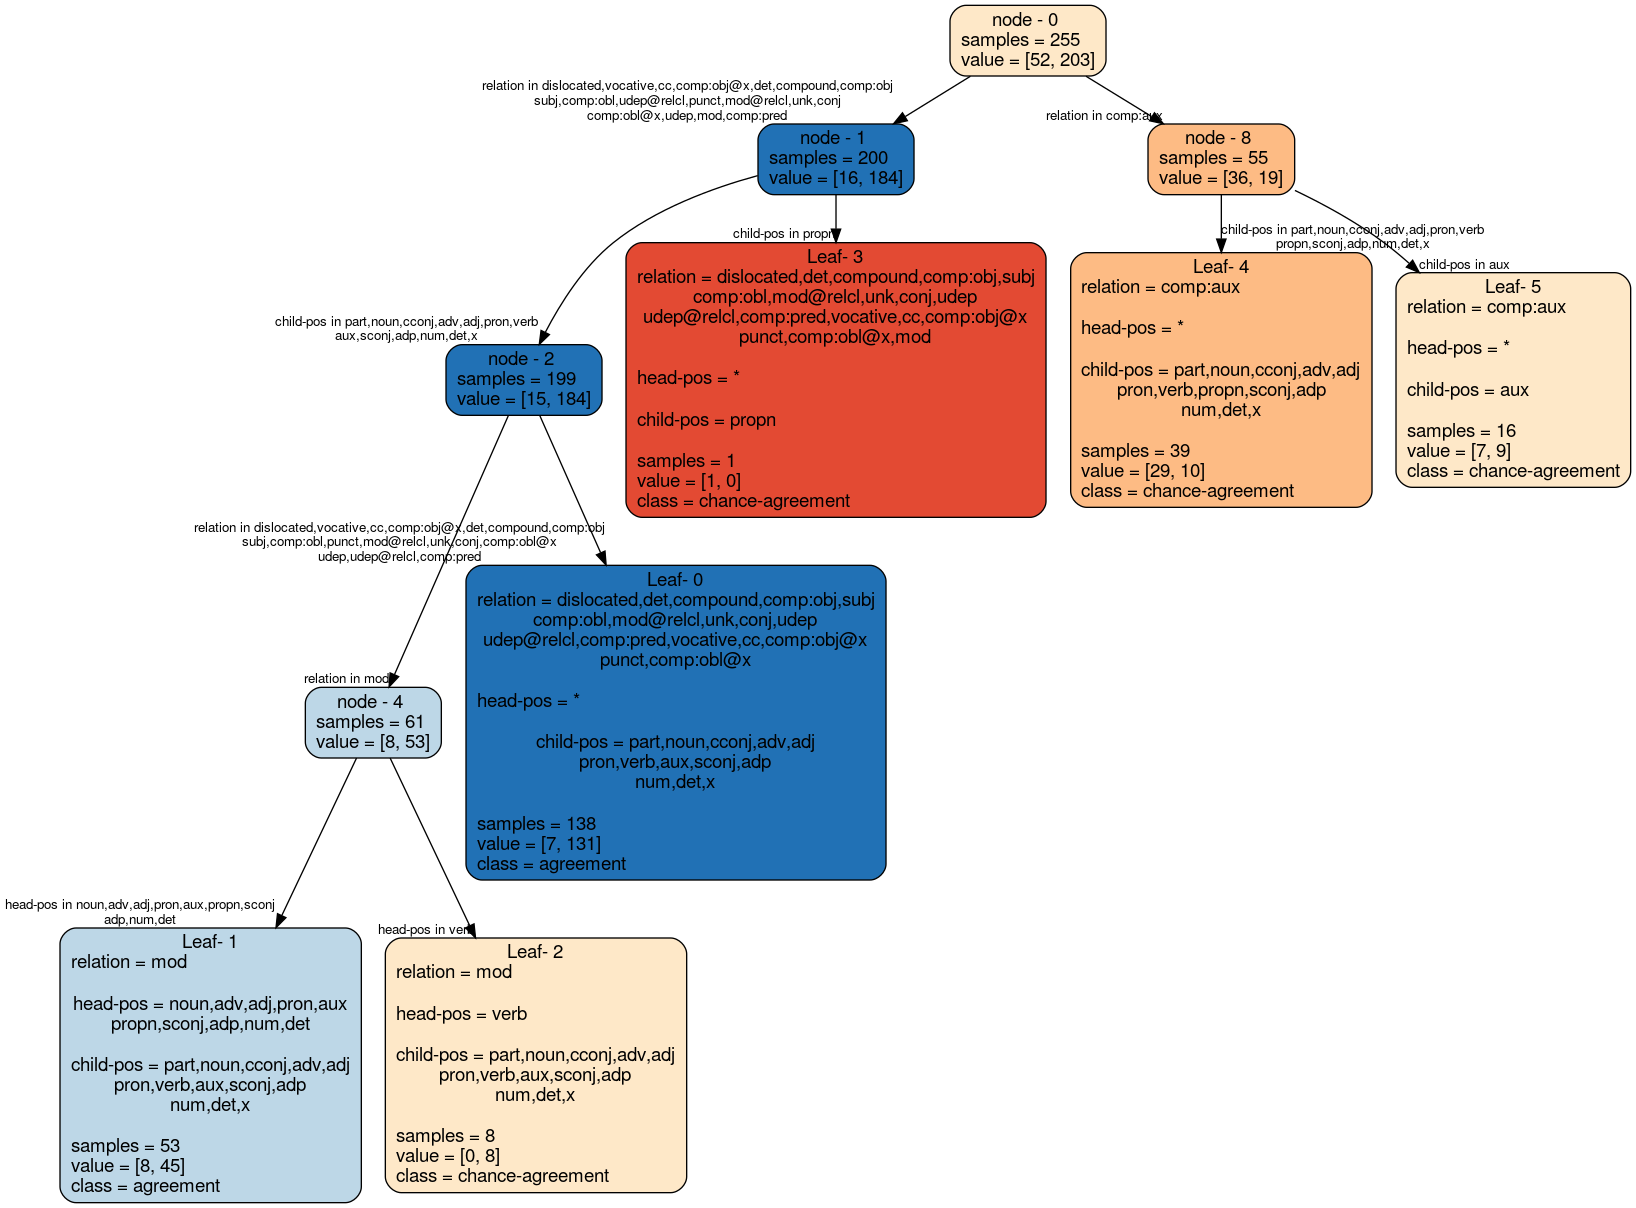 node - 0
samples = 255
value = [52, 203]
relation in dislocated,vocative,cc,comp:obj@x,det,compound,comp:obj
subj,comp:obl,udep@relcl,punct,mod@relcl,unk,conj
comp:obl@x,udep,mod,comp:pred
relation in comp:aux
node - 1
samples = 200
value = [16, 184]
node - 8
samples = 55
value = [36, 19]
child-pos in propn
child-pos in part,noun,cconj,adv,adj,pron,verb
propn,sconj,adp,num,det,x
child-pos in aux
Leaf- 3
relation = dislocated,det,compound,comp:obj,subj
comp:obl,mod@relcl,unk,conj,udep
udep@relcl,comp:pred,vocative,cc,comp:obj@x
punct,comp:obl@x,mod
head-pos = *
child-pos = propn
samples = 1
value = [1, 0]
class = chance-agreement
Leaf- 4
relation = comp:aux
head-pos = *
child-pos = part,noun,cconj,adv,adj
pron,verb,propn,sconj,adp
num,det,x
samples = 39
value = [29, 10]
class = chance-agreement
Leaf- 5
relation = comp:aux
head-pos = *
child-pos = aux
samples = 16
value = [7, 9]
class = chance-agreement
child-pos in part,noun,cconj,adv,adj,pron,verb
aux,sconj,adp,num,det,x
node - 2
samples = 199
value = [15, 184]
relation in dislocated,vocative,cc,comp:obj@x,det,compound,comp:obj
subj,comp:obl,punct,mod@relcl,unk,conj,comp:obl@x
udep,udep@relcl,comp:pred
Leaf- 0
relation = dislocated,det,compound,comp:obj,subj
comp:obl,mod@relcl,unk,conj,udep
udep@relcl,comp:pred,vocative,cc,comp:obj@x
punct,comp:obl@x
head-pos = *
child-pos = part,noun,cconj,adv,adj
pron,verb,aux,sconj,adp
num,det,x
samples = 138
value = [7, 131]
class = agreement
relation in mod
node - 4
samples = 61
value = [8, 53]
head-pos in noun,adv,adj,pron,aux,propn,sconj
adp,num,det
head-pos in verb
Leaf- 1
relation = mod
head-pos = noun,adv,adj,pron,aux
propn,sconj,adp,num,det
child-pos = part,noun,cconj,adv,adj
pron,verb,aux,sconj,adp
num,det,x
samples = 53
value = [8, 45]
class = agreement
Leaf- 2
relation = mod
head-pos = verb
child-pos = part,noun,cconj,adv,adj
pron,verb,aux,sconj,adp
num,det,x
samples = 8
value = [0, 8]
class = chance-agreement